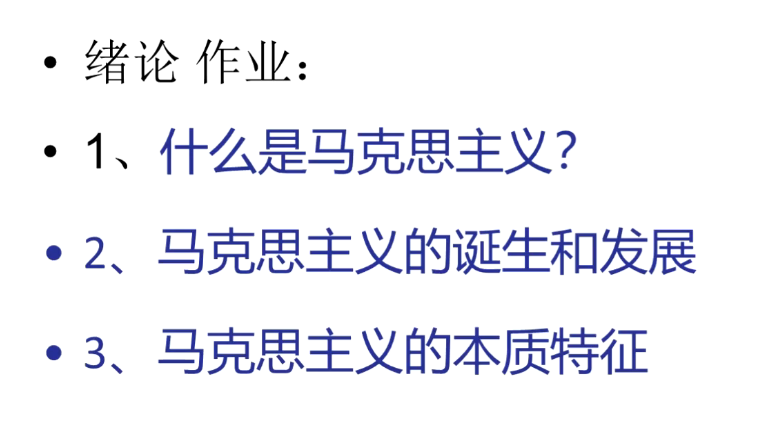 • 绪论 作业：
• 1、什么是马克思主义？
• 2、马克思主义的诞生和发展
• 3、马克思主义的本质特征